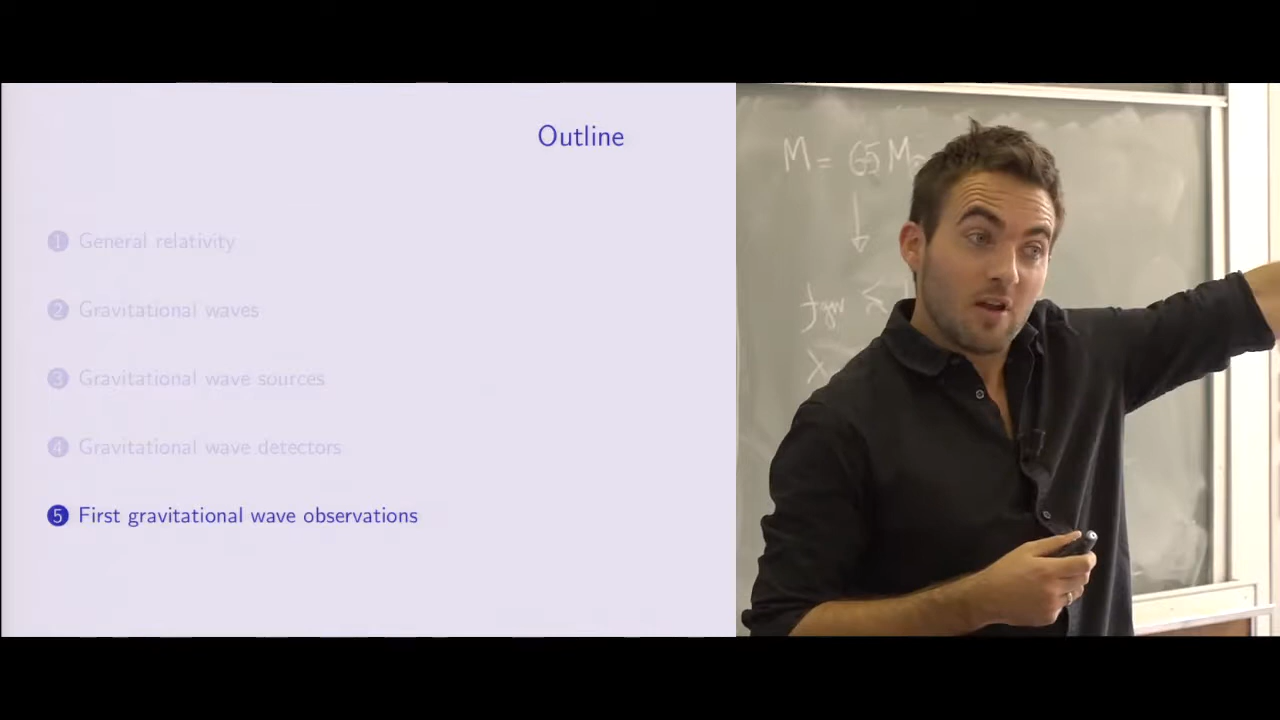 Outline
1 General relativity
2 Gravitational waves
3 Gravitational wave sources
4 Gravitational wave detectors
5 First gravitational wave observations
M = 65 M
↓
fgw ≲
λ